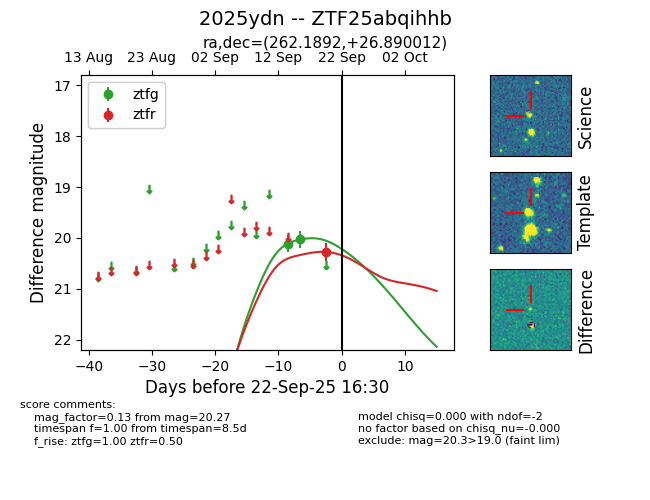 2025ydn -- ZTF25abqihhb
ra,dec=(262.1892,+26.890012)
13 Aug 23 Aug 02 Sep 12 Sep 22 Sep 02 Oct
ztfg
ztfr
17
18
19
20
21
22
Difference magnitude
−40 −30 −20 −10 0 10
Days before 22-Sep-25 16:30
Science
Template
Difference
score comments:
mag_factor=0.13 from mag=20.27
timespan f=1.00 from timespan=8.5d
f_rise: ztfg=1.00 ztfr=0.50
model chisq=0.000 with ndof=-2
no factor based on chisq_nu=-0.000
exclude: mag=20.3>19.0 (faint lim)